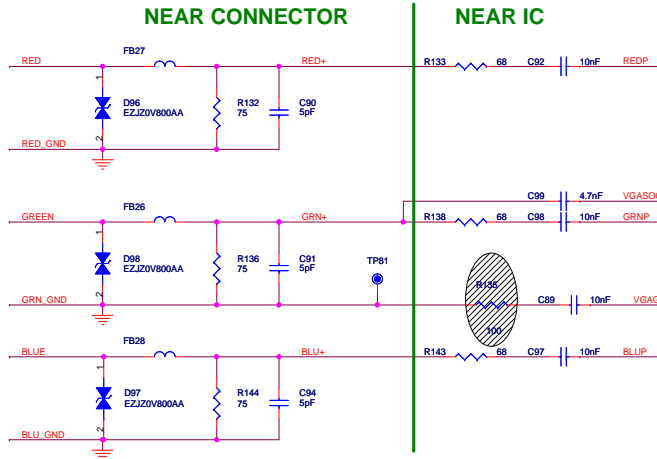 NEAR CONNECTOR
NEAR IC
RED
FB27
RED+
R133
68
C92
10nF
REDP
1
D96
EZJZ0V800AA
2
R132
75
C90
5pF
RED_GND
C99
4.7nF
VGASO
GREEN
FB26
GRN+
R138
68
C98
10nF
GRNP
1
D98
EZJZ0V800AA
2
R136
75
C91
5pF
TP81
GRN_GND
R135
100
C89
10nF
VGAG
BLUE
FB28
BLU+
R143
68
C97
10nF
BLUP
1
D97
EZJZ0V800AA
2
R144
75
C94
5pF
BLU_GND